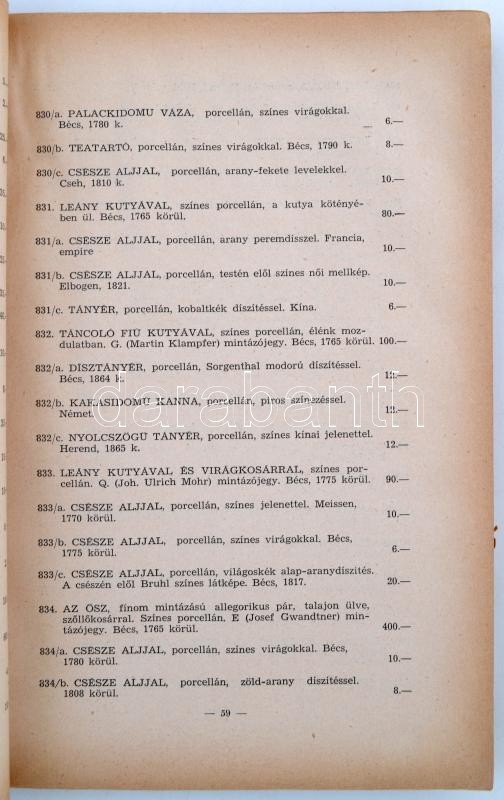 830/a. PALACKIDOMU VÁZA, porcellán, színes virágokkal.
Bécs, 1780 k. 6.—
830/b. TEATARTÓ, porcellán, színes virágokkal. Bécs, 1790 k. 8.—
830/c. CSÉSZE ALJJAL, porcellán, arany-fekete levelekkel.
Cseh, 1810 k. 10.—
831. LEÁNY KUTYÁVAL, színes porcellán, a kutya kötényé-
ben ül. Bécs, 1765 körül. 80.—
831/a. CSÉSZE ALJJAL, porcellán, arany peremdísszel. Francia,
empire 10.—
831/b. CSÉSZE ALJJAL, porcellán, testén elől színes női mellkép.
Elbogen, 1821. 10.—
831/c. TÁNYÉR, porcellán, kobaltkék díszítéssel. Kína. 6.—
832. TÁNCOLÓ FIÚ KUTYÁVAL, színes porcellán, élénk moz-
dulatban. G. (Martin Klampfer) mintázójegy. Bécs, 1765 körül. 100.—
832/a. DISZTÁNYÉR, porcellán, Sorgenthal modorú díszítéssel.
Bécs, 1864 k. 12.—
832/b. KAKASIDOMU KANNA, porcellán, piros színezéssel.
Német. 12.—
832/c. NYOLCSZÖGÜ TÁNYÉR, porcellán, színes kinai jelenettel.
Herend, 1865 k. 12.—
833. LEÁNY KUTYÁVAL ÉS VIRÁGKOSÁRRAL, színes por-
cellán. Q. (Joh. Ulrich Mohr) mintázójegy. Bécs, 1775 körül. 90.—
833/a. CSÉSZE ALJJAL, porcellán, színes jelenettel. Meissen,
1770 körül. 10.—
833/b. CSÉSZE ALJJAL, porcellán, színes virágokkal. Bécs,
1775 körül. 6.—
833/c. CSÉSZE ALJJAL, porcellán, világoskék alap-aranydíszítés.
A csészén elől Bruhl színes látképe. Bécs, 1817. 20.—
834. AZ ŐSZ, fínom mintázású allegorikus pár, talajon ülve,
szőllőkosárral. Színes porcellán. E (Josef Gwandtner) min-
tázójegy. Bécs, 1765 körül. 400.—
834/a. CSÉSZE ALJJAL, porcellán, színes virágokkal. Bécs,
1780 körül. 10.—
834/b. CSÉSZE ALJJAL, porcellán, zöld-arany díszítéssel.
1808 körül. 8.—
— 59 —
darabanth